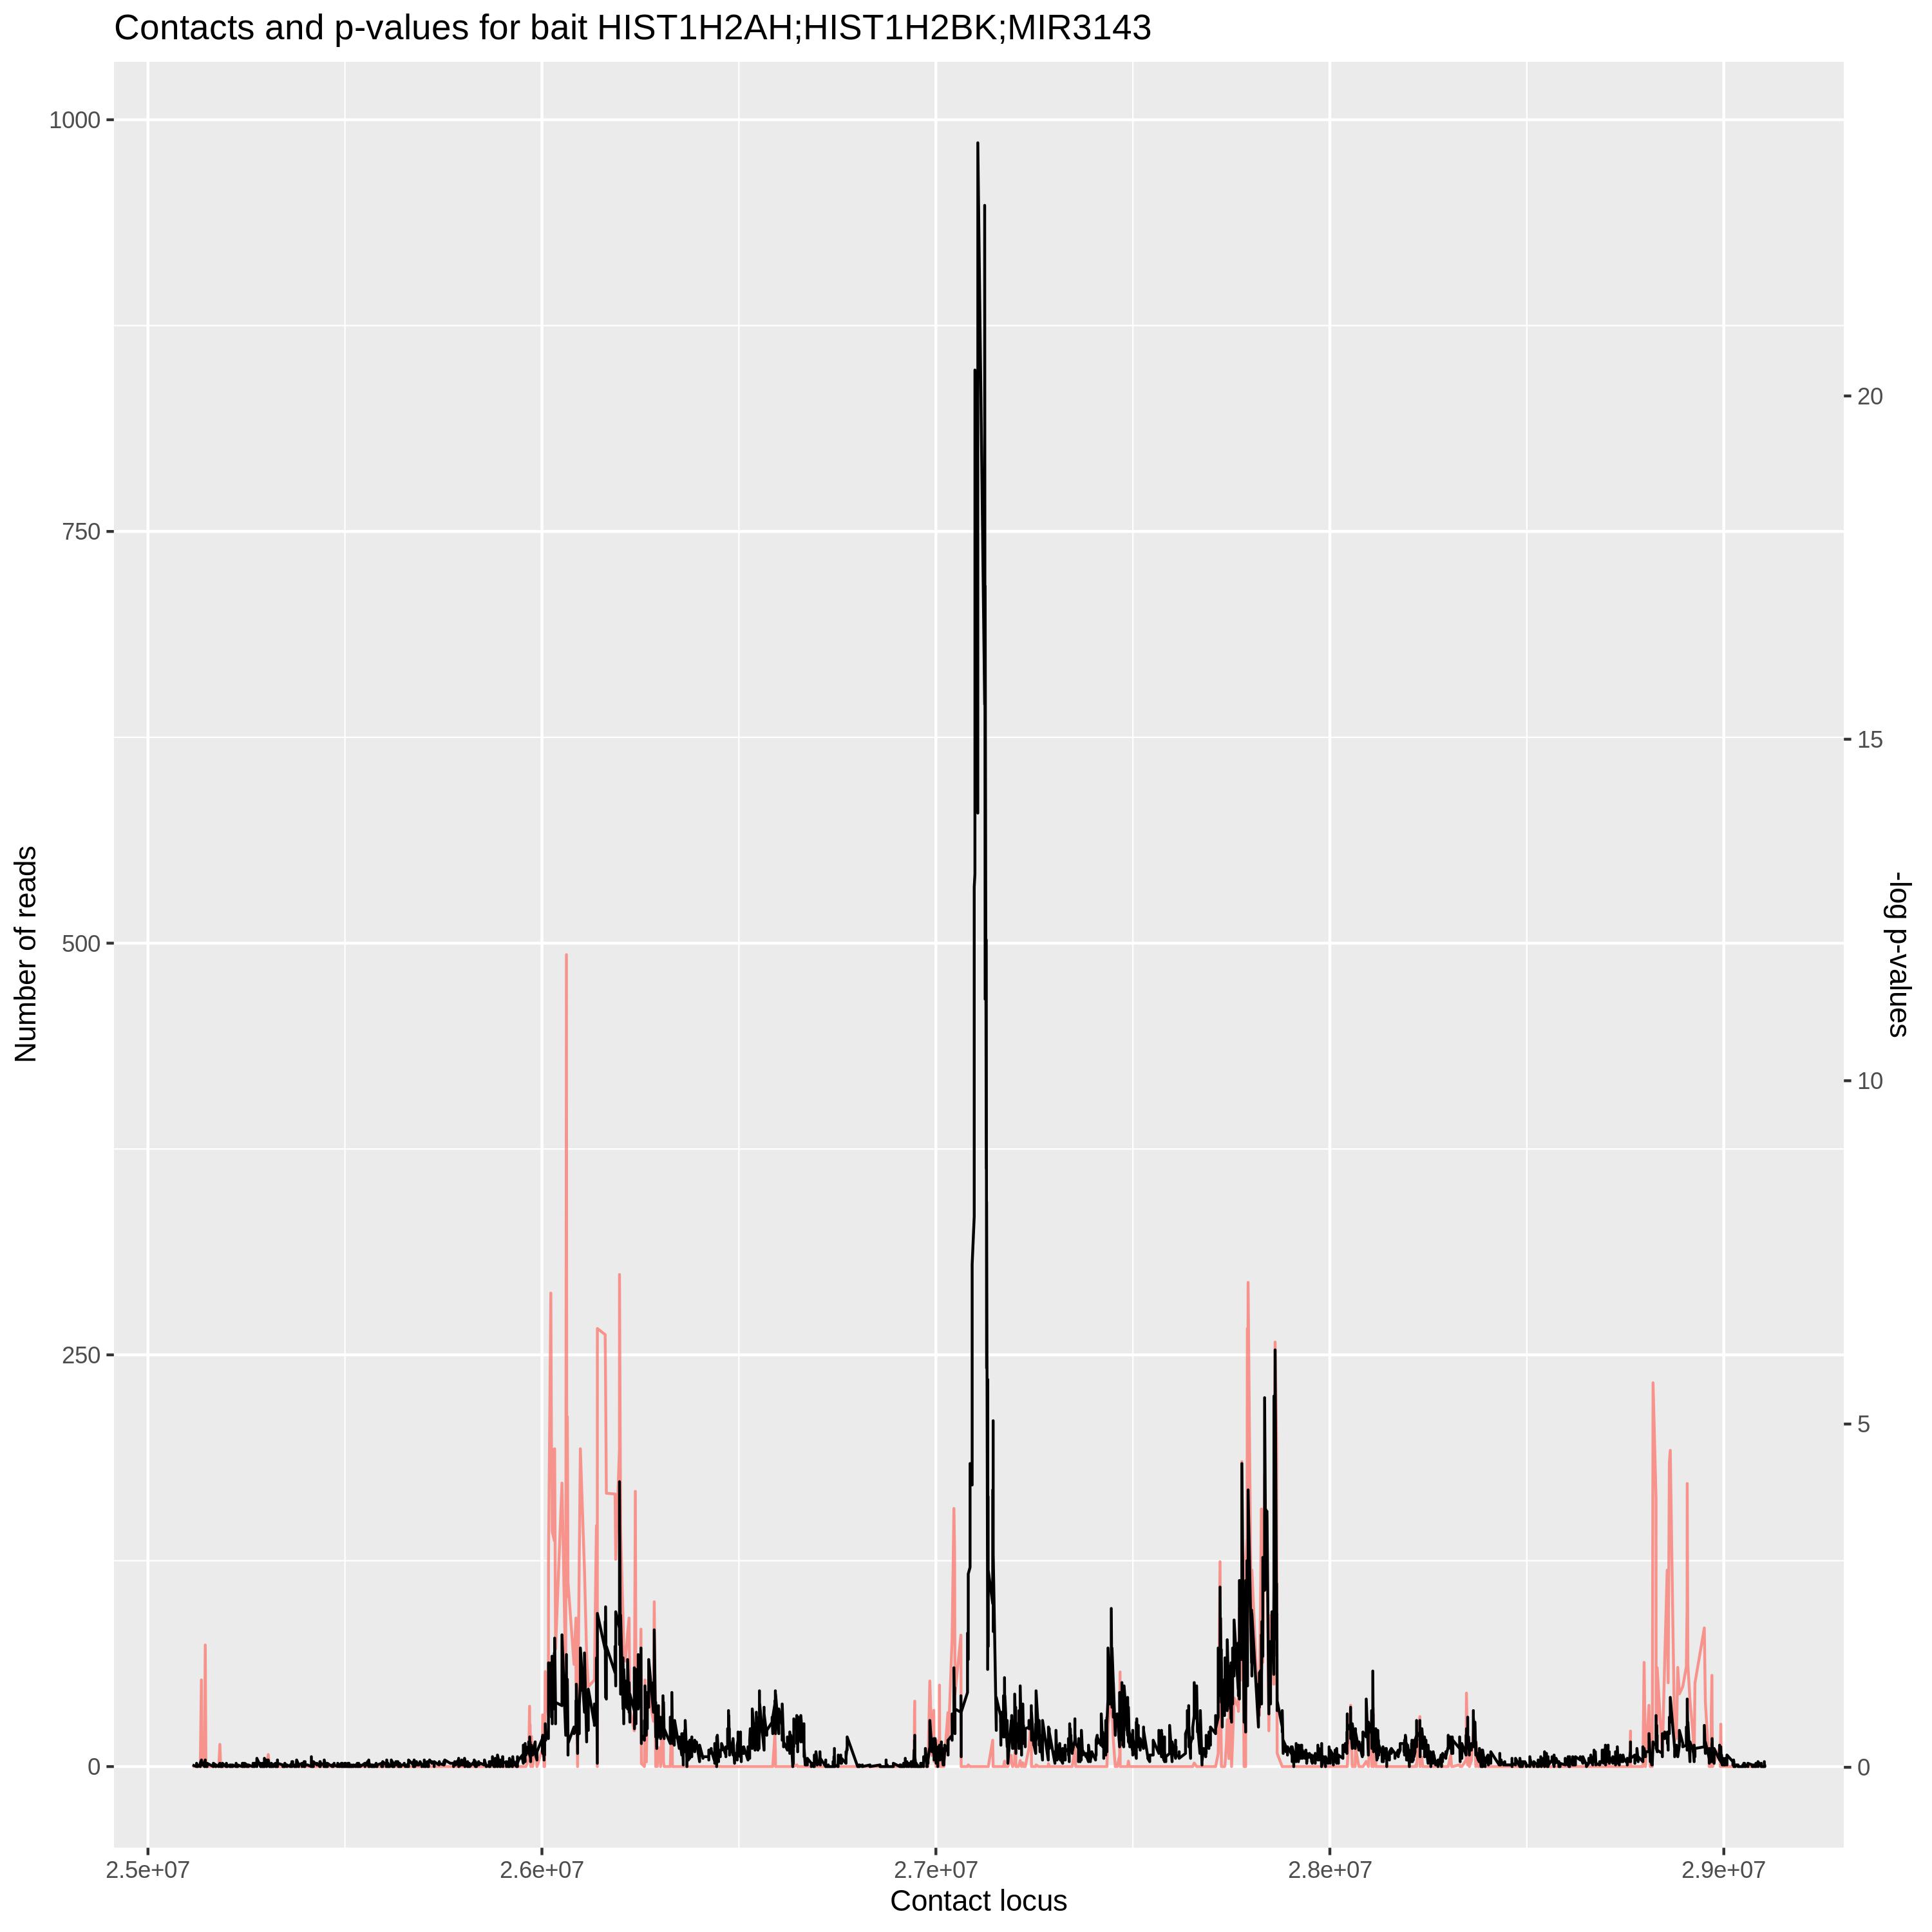 Contacts and p-values for bait HIST1H2AH;HIST1H2BK;MIR3143
1000
750
500
250
0
Number of reads
20
15
10
5
0
-log p-values
2.5e+07 2.6e+07 2.7e+07 2.8e+07 2.9e+07
Contact locus